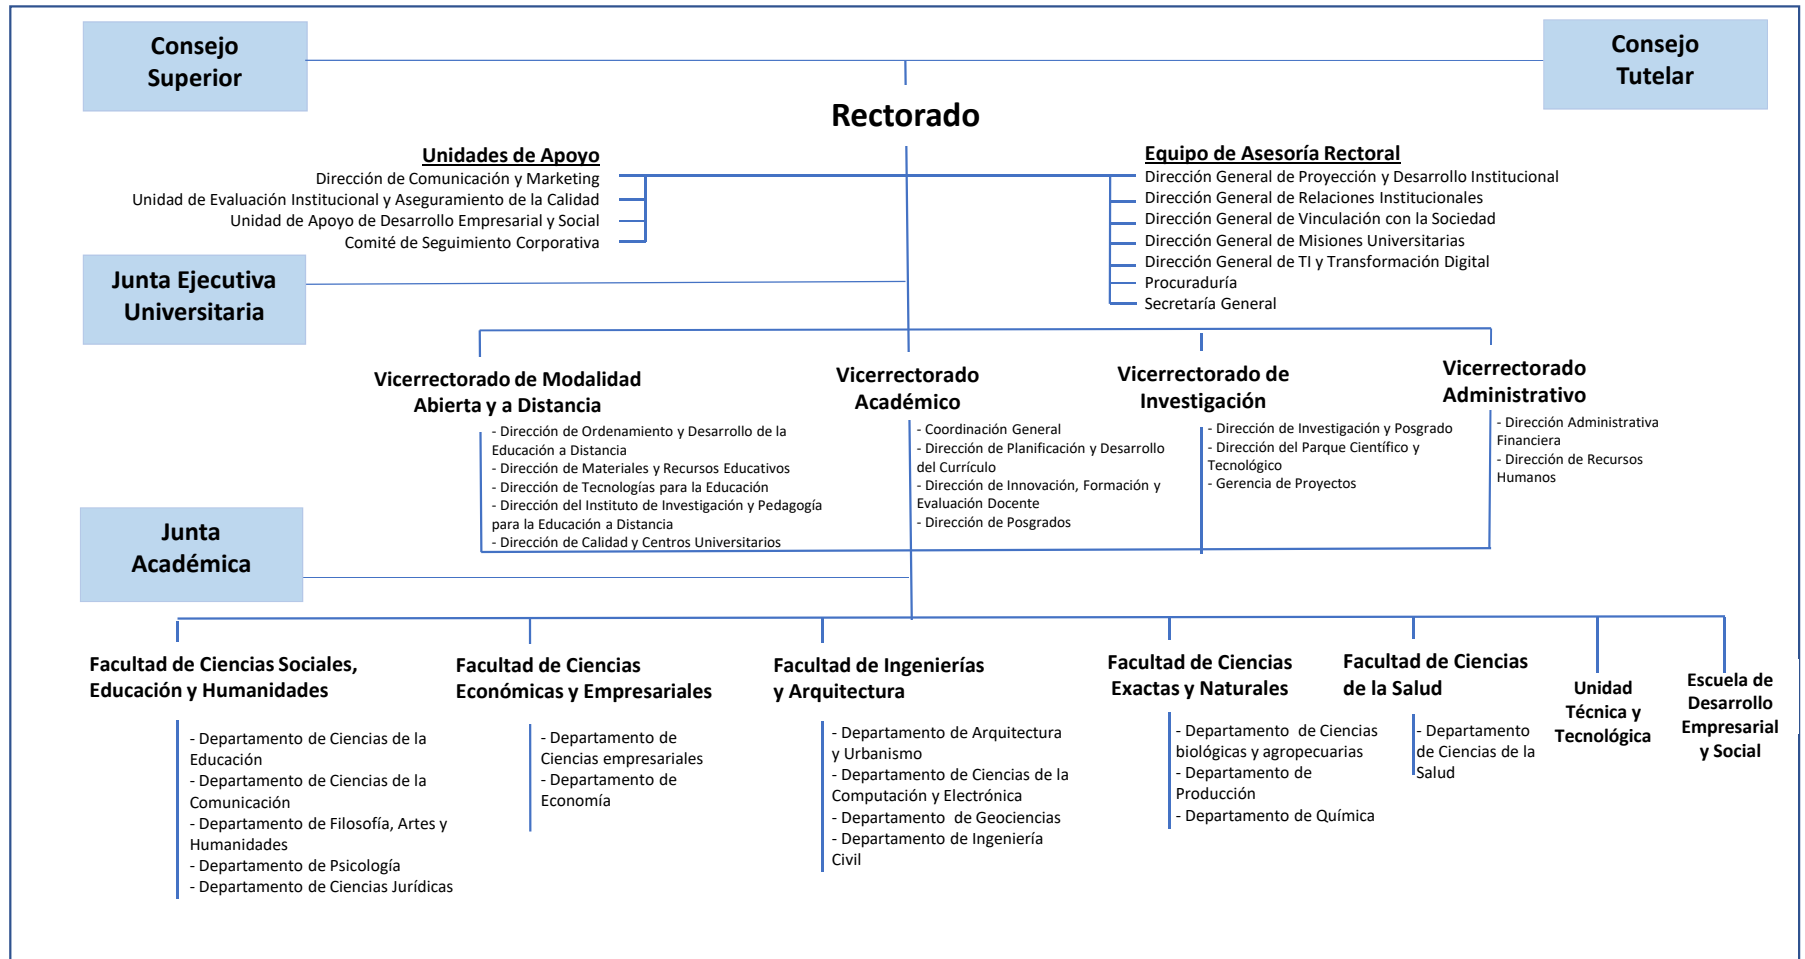 Consejo
Superior
Consejo
Tutelar
Rectorado
Unidades de Apoyo
Dirección de Comunicación y Marketing
Unidad de Evaluación Institucional y Aseguramiento de la Calidad
Unidad de Apoyo de Desarrollo Empresarial y Social
Comité de Seguimiento Corporativa
Equipo de Asesoría Rectoral
Dirección General de Proyección y Desarrollo Institucional
Dirección General de Relaciones Institucionales
Dirección General de Vinculación con la Sociedad
Dirección General de Misiones Universitarias
Dirección General de TI y Transformación Digital
Procuraduría
Secretaría General
Junta Ejecutiva
Universitaria
Vicerrectorado de Modalidad
Abierta y a Distancia
- Dirección de Ordenamiento y Desarrollo de la
Educación a Distancia
- Dirección de Materiales y Recursos Educativos
- Dirección de Tecnologías para la Educación
- Dirección del Instituto de Investigación y Pedagogía
para la Educación a Distancia
- Dirección de Calidad y Centros Universitarios
Vicerrectorado
Académico
- Coordinación General
- Dirección de Planificación y Desarrollo
del Currículo
- Dirección de Innovación, Formación y
Evaluación Docente
- Dirección de Posgrados
Vicerrectorado de
Investigación
- Dirección de Investigación y Posgrado
- Dirección del Parque Científico y
Tecnológico
- Gerencia de Proyectos
Vicerrectorado
Administrativo
- Dirección Administrativa
Financiera
- Dirección de Recursos
Humanos
Junta
Académica
Facultad de Ciencias Sociales,
Educación y Humanidades
- Departamento de Ciencias de la
Educación
- Departamento de Ciencias de la
Comunicación
- Departamento de Filosofía, Artes y
Humanidades
- Departamento de Psicología
- Departamento de Ciencias Jurídicas
Facultad de Ciencias
Económicas y Empresariales
- Departamento de
Ciencias empresariales
- Departamento de
Economía
Facultad de Ingenierías
y Arquitectura
- Departamento de Arquitectura
y Urbanismo
- Departamento de Ciencias de la
Computación y Electrónica
- Departamento de Geociencias
- Departamento de Ingeniería
Civil
Facultad de Ciencias
Exactas y Naturales
- Departamento de Ciencias
biológicas y agropecuarias
- Departamento de
Producción
- Departamento de Química
Facultad de Ciencias
de la Salud
- Departamento
de Ciencias de la
Salud
Unidad
Técnica y
Tecnológica
Escuela de
Desarrollo
Empresarial
y Social